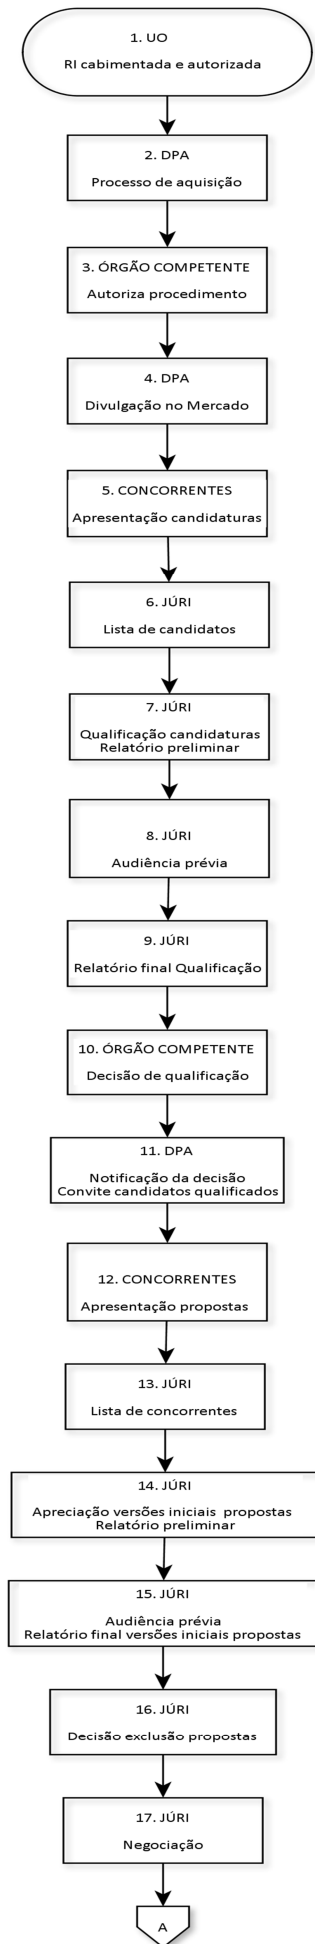 1. UO
RI cabimentada e autorizada
2. DPA
Processo de aquisição
3. ÓRGÃO COMPETENTE
Autoriza procedimento
4. DPA
Divulgação no Mercado
5. CONCORRENTES
Apresentação candidaturas
6. JÚRI
Lista de candidatos
7. JÚRI
Qualificação candidaturas
Relatório preliminar
8. JÚRI
Audiência prévia
9. JÚRI
Relatório final Qualificação
10. ÓRGÃO COMPETENTE
Decisão de qualificação
11. DPA
Notificação da decisão
Convite candidatos qualificados
12. CONCORRENTES
Apresentação propostas
13. JÚRI
Lista de concorrentes
14. JÚRI
Apreciação versões iniciais propostas
Relatório preliminar
15. JÚRI
Audiência prévia
Relatório final versões iniciais propostas
16. JÚRI
Decisão exclusão propostas
17. JÚRI
Negociação
A